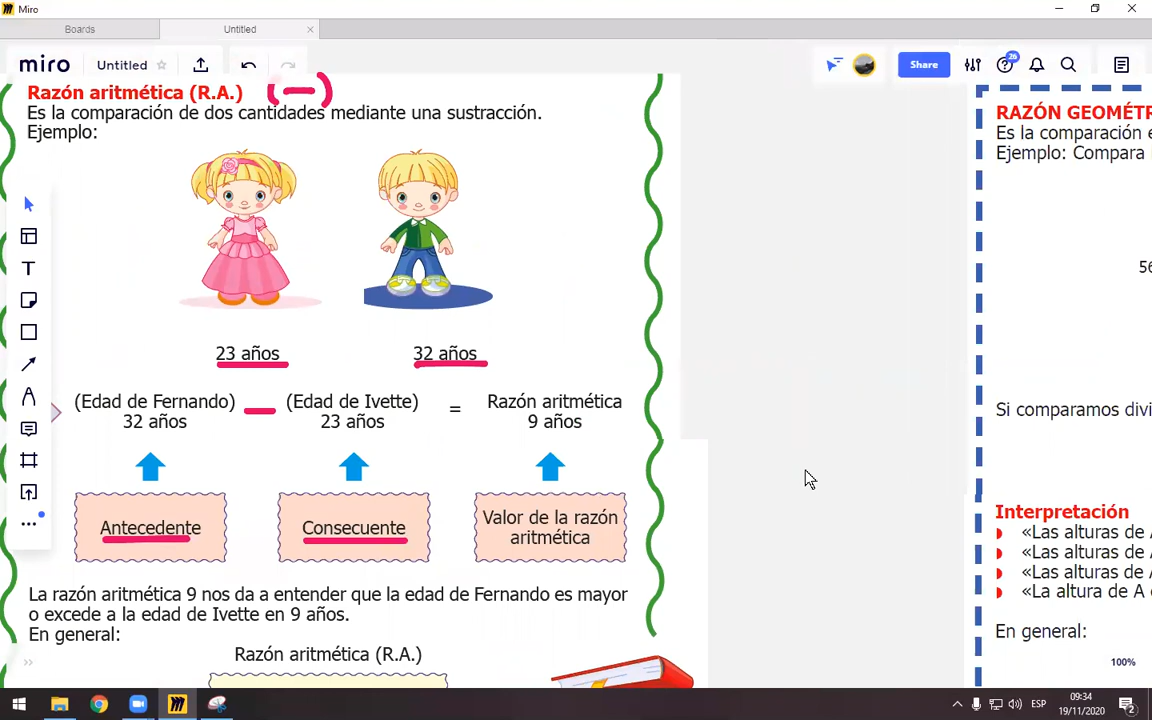 Miro
Boards
Untitled
miro
Untitled
Share
26
Razón aritmética (R.A.) (—)
Es la comparación de dos cantidades mediante una sustracción.
Ejemplo:
23 años
32 años
(Edad de Fernando) — (Edad de Ivette) = Razón aritmética
32 años 23 años 9 años
Antecedente
Consecuente
Valor de la razón
aritmética
La razón aritmética 9 nos da a entender que la edad de Fernando es mayor
o excede a la edad de Ivette en 9 años.
En general:
Razón aritmética (R.A.)
RAZÓN GEOMÉTR
Es la comparación e
Ejemplo: Compara
56
Si comparamos divi
Interpretación
«Las alturas de A
«Las alturas de A
«Las alturas de A
«La altura de A
En general:
100%
ESP
09:34
19/11/2020
2